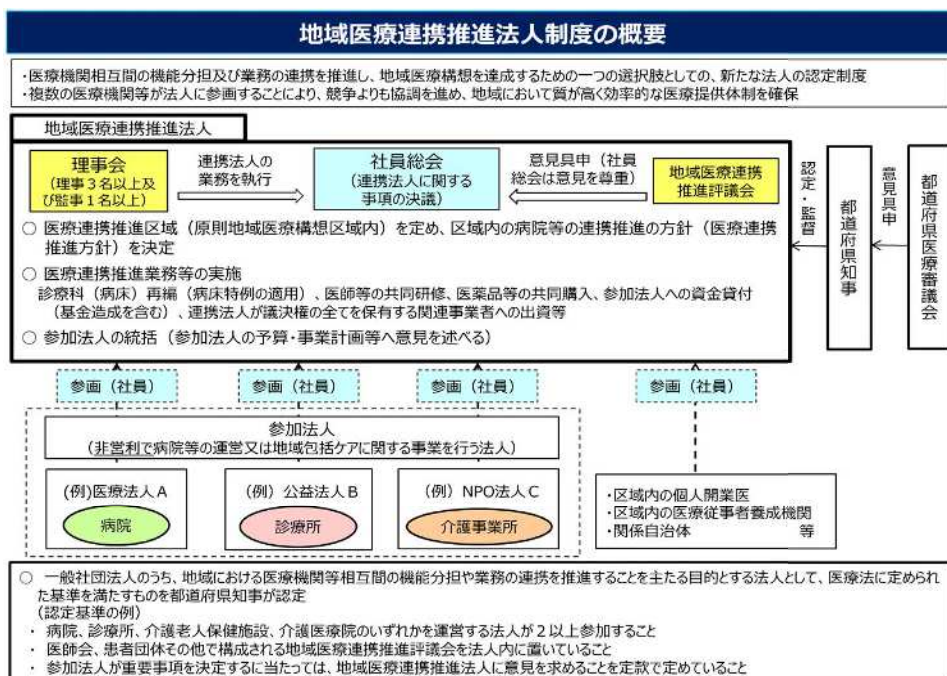 地域医療連携推進法人制度の概要
・医療機関相互間の機能分担及び業務の連携を推進し、地域医療構想を達成するための一つの選択肢としての、新たな法人の認定制度
・複数の医療機関等が法人に参画することにより、競争よりも協調を進め、地域において質が高く効率的な医療提供体制を確保
地域医療連携推進法人
理事会
(理事3名以上及
び監事1名以上)
連携法人の
業務を執行
社員総会
(連携法人に関する
事項の決議)
意見具申(社員
総会は意見を尊重)
地域医療連携
推進評議会
認定・監督
都道府県知事
意見具申
都道府県医療審議会
○ 医療連携推進区域(原則地域医療構想区域内)を定め、区域内の病院等の連携推進の方針(医療連携
推進方針)を決定
○ 医療連携推進業務等の実施
診療科(病床)再編(病床特例の適用)、医師等の共同研修、医薬品等の共同購入、参加法人への資金貸付
(基金造成を含む)、連携法人が議決権の全てを保有する関連事業者への出資等
○ 参加法人の統括(参加法人の予算・事業計画等へ意見を述べる)
参画(社員)
参画(社員)
参画(社員)
参画(社員)
参加法人
(非営利で病院等の運営又は地域包括ケアに関する事業を行う法人)
(例)医療法人A
病院
(例)公益法人B
診療所
(例)NPO法人C
介護事業所
・区域内の個人開業医
・区域内の医療従事者養成機関
・関係自治体 等
○ 一般社団法人のうち、地域における医療機関等相互間の機能分担や業務の連携を推進することを主たる目的とする法人として、医療法に定められ
た基準を満たすものを都道府県知事が認定
(認定基準の例)
・ 病院、診療所、介護老人保健施設、介護医療院のいずれかを運営する法人が2以上参加すること
・ 医師会、患者団体その他で構成される地域医療連携推進評議会を法人内に置いていること
・ 参加法人が重要事項を決定するに当たっては、地域医療連携推進法人に意見を求めることを定款で定めていること